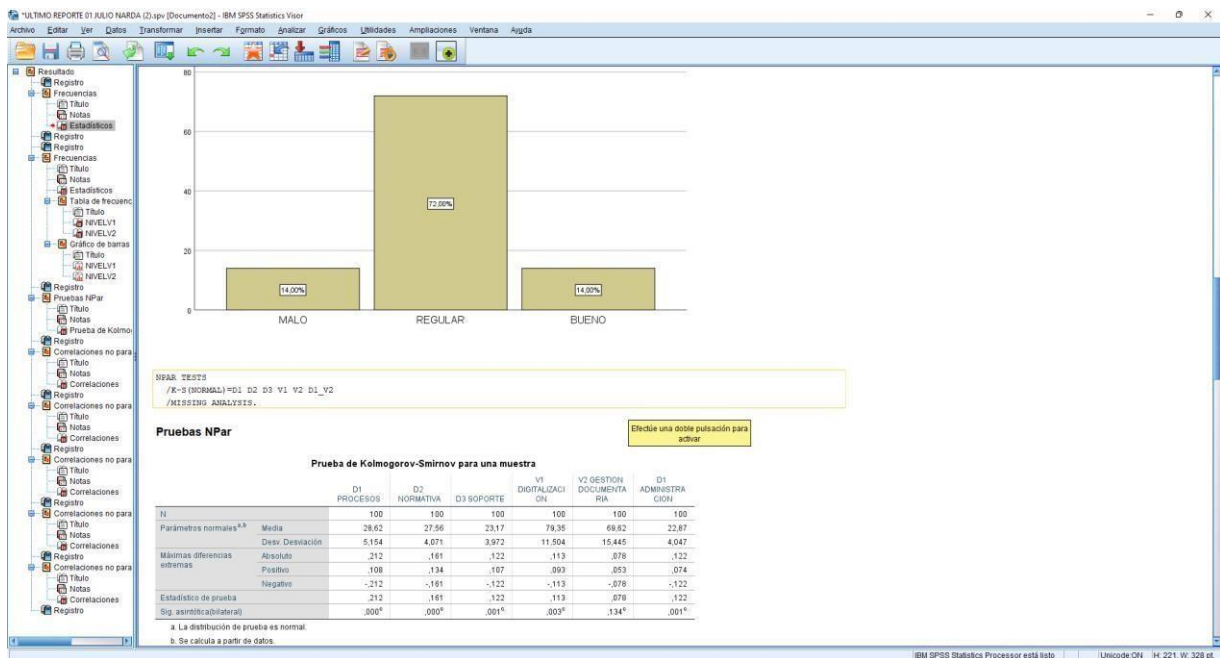 *ULTIMO REPORTE 01 JULIO NARDA (2).spv [Documento2] - IBM SPSS Statistics Visor
Archivo Editar Ver Datos Transformar Insertar Formato Analizar Gráficos Utilidades Ampliaciones Ventana Ayuda
Resultado
Registro
Frecuencias
Título
Notas
Estadísticos
Registro
Registro
Frecuencias
Título
Notas
Estadísticos
Tabla de frecuenc
Título
NIVELV1
NIVELV2
Gráfico de barras
Título
NIVELV1
NIVELV2
Registro
Pruebas NPar
Título
Notas
Prueba de Kolmo
Registro
Correlaciones no para
Título
Notas
Correlaciones
Registro
Correlaciones no para
Título
Notas
Correlaciones
Registro
Correlaciones no para
Título
Notas
Correlaciones
Registro
Correlaciones no para
Título
Notas
Correlaciones
Registro
Correlaciones no para
Título
Notas
Correlaciones
Registro
80
60
40
20
0
14,00%
72,00%
14,00%
MALO REGULAR BUENO
NPAR TESTS
/K-S(NORMAL)=D1 D2 D3 V1 V2 D1_V2
/MISSING ANALYSIS.
Pruebas NPar
Efectúe una doble pulsación para
activar
Prueba de Kolmogorov-Smirnov para una muestra
D1 PROCESOS D2 NORMATIVA D3 SOPORTE V1 DIGITALIZACI ON V2 GESTION DOCUMENTA RIA D1 ADMINISTRA CION
N 100 100 100 100 100 100
Parámetros normales a,b Media 28,62 27,56 23,17 79,35 69,62 22,87
Desv. Desviación 5,154 4,071 3,972 11,504 15,445 4,047
Máximas diferencias extremas Absoluto ,212 ,161 ,122 ,113 ,078 ,122
Positivo ,108 ,134 ,107 ,093 ,053 ,074
Negativo -,212 -,161 -,122 -,113 -,078 -,122
Estadístico de prueba ,212 ,161 ,122 ,113 ,078 ,122
Sig. asintótica(bilateral) ,000c ,000c ,001c ,003c ,134c ,001c
a. La distribución de prueba es normal.
b. Se calcula a partir de datos.
IBM SPSS Statistics Processor está listo Unicode:ON H: 221, W: 328 pt.